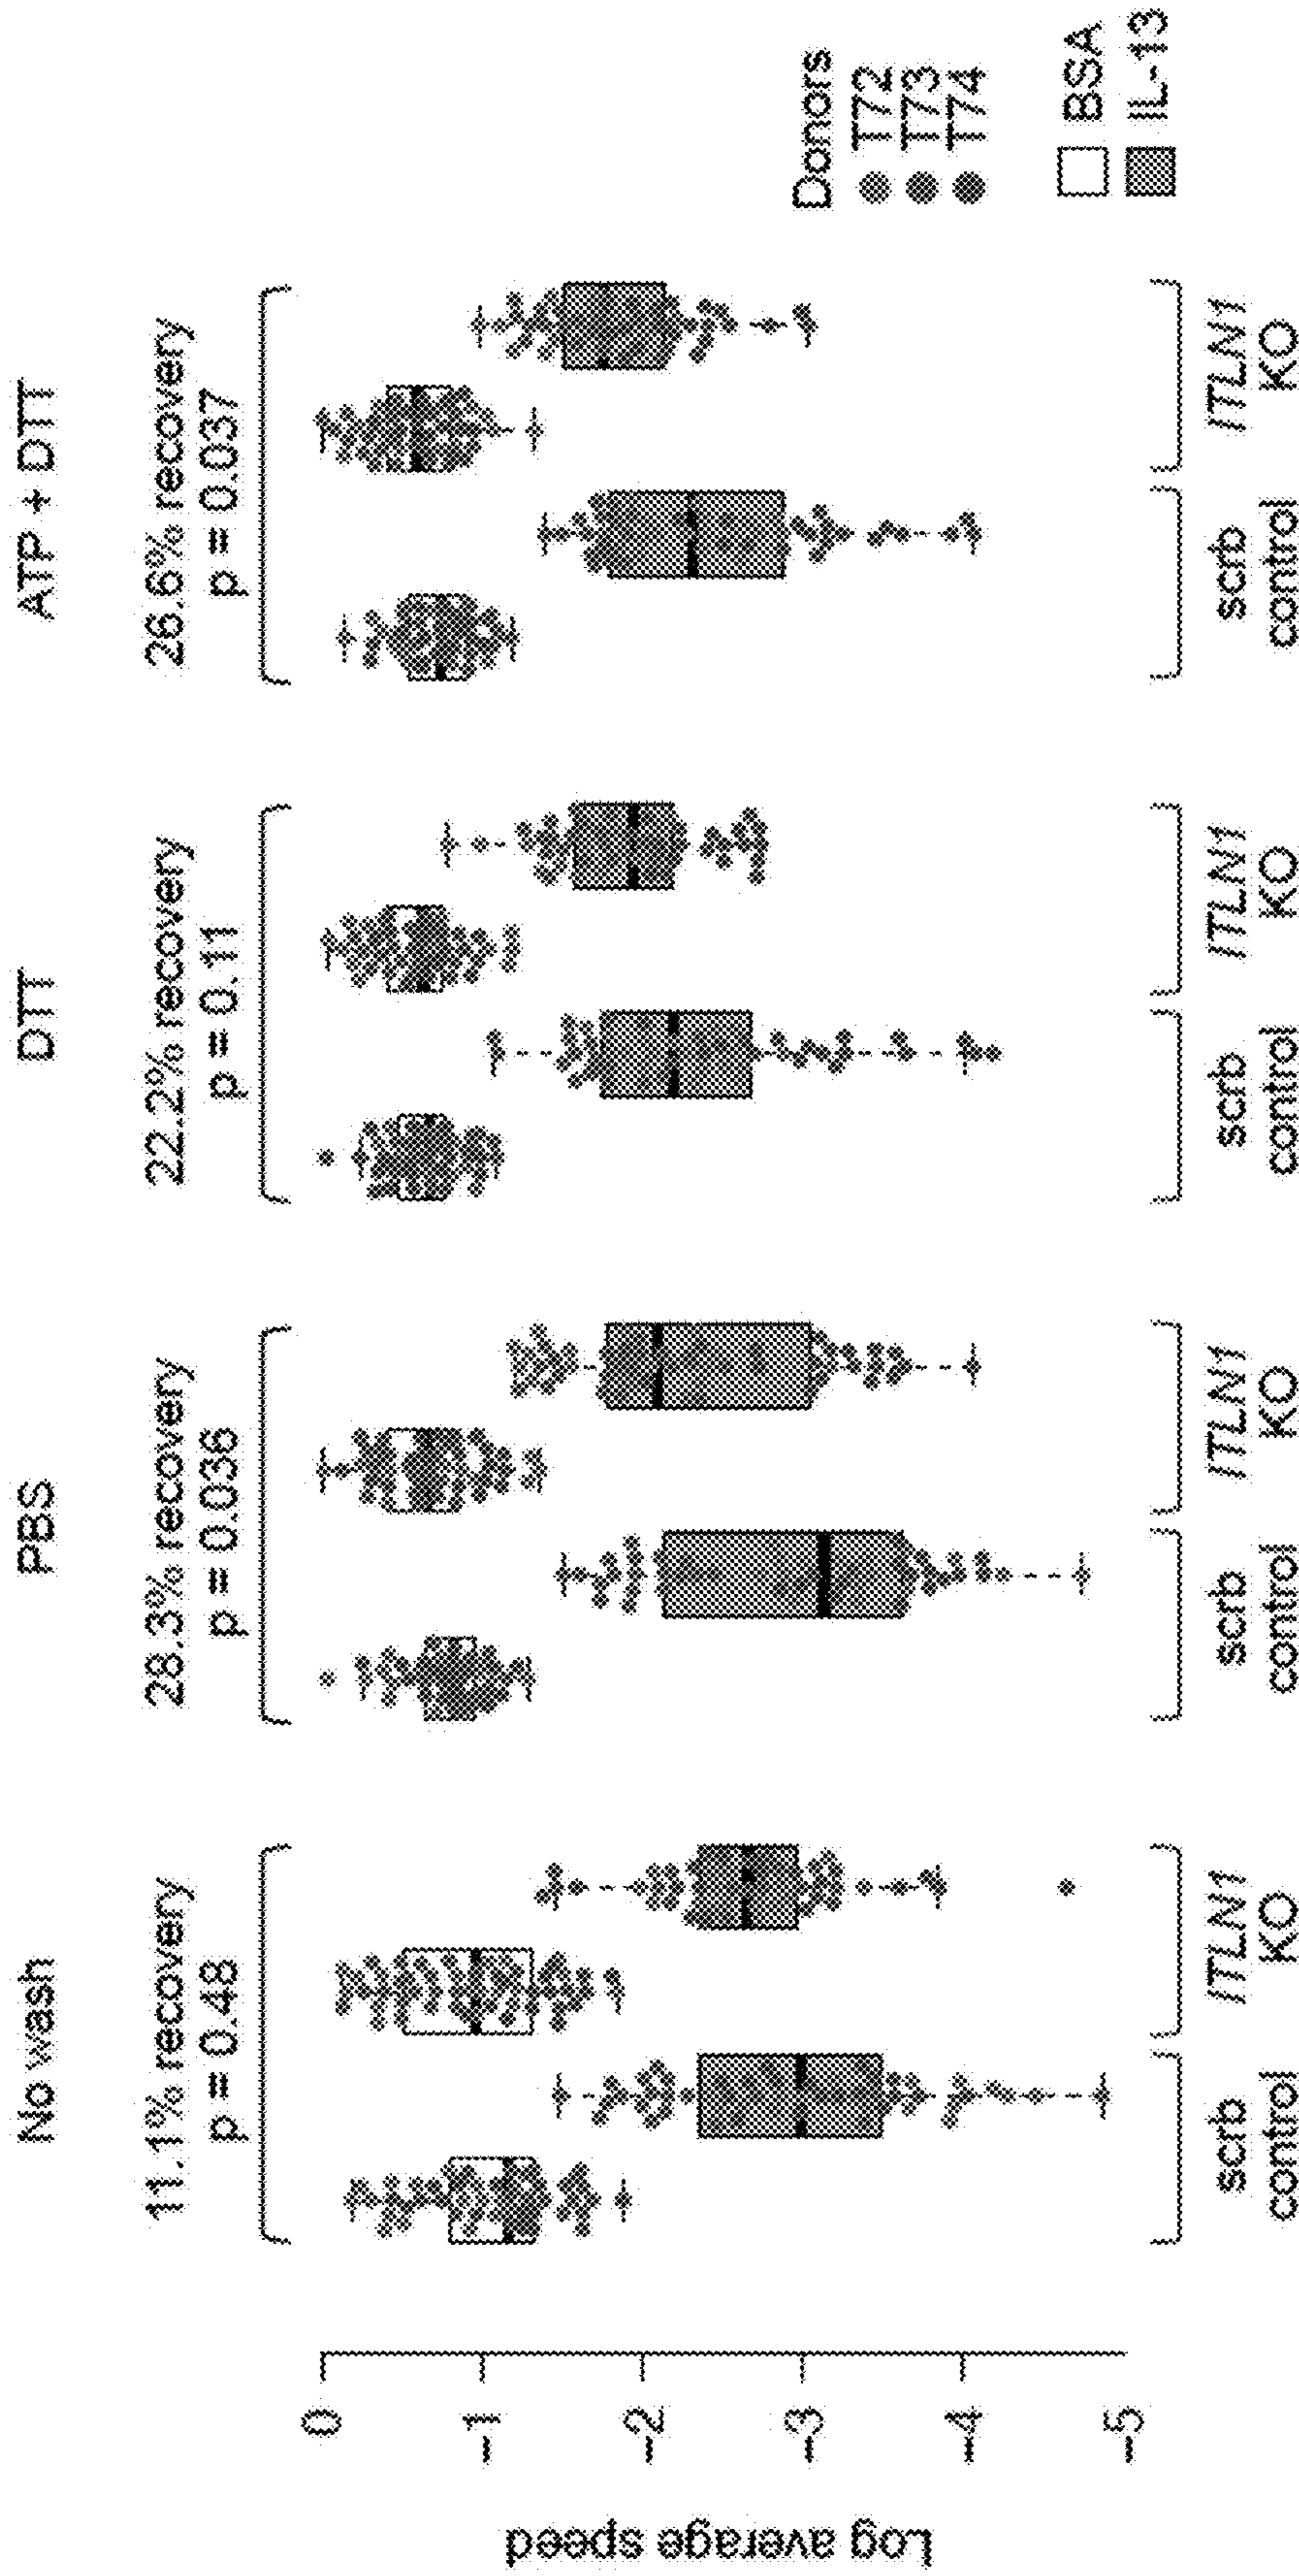 No wash
11.1% recovery
p = 0.48
PBS
28.3% recovery
p = 0.036
DTT
22.2% recovery
p = 0.11
ATP + DTT
26.6% recovery
p = 0.037
Log average speed
0
-1
-2
-3
-4
-5
scrb
control
ITLN1
KO
scrb
control
ITLN1
KO
scrb
control
ITLN1
KO
scrb
control
ITLN1
KO
Donors
T72
T73
T74
BSA
IL-13